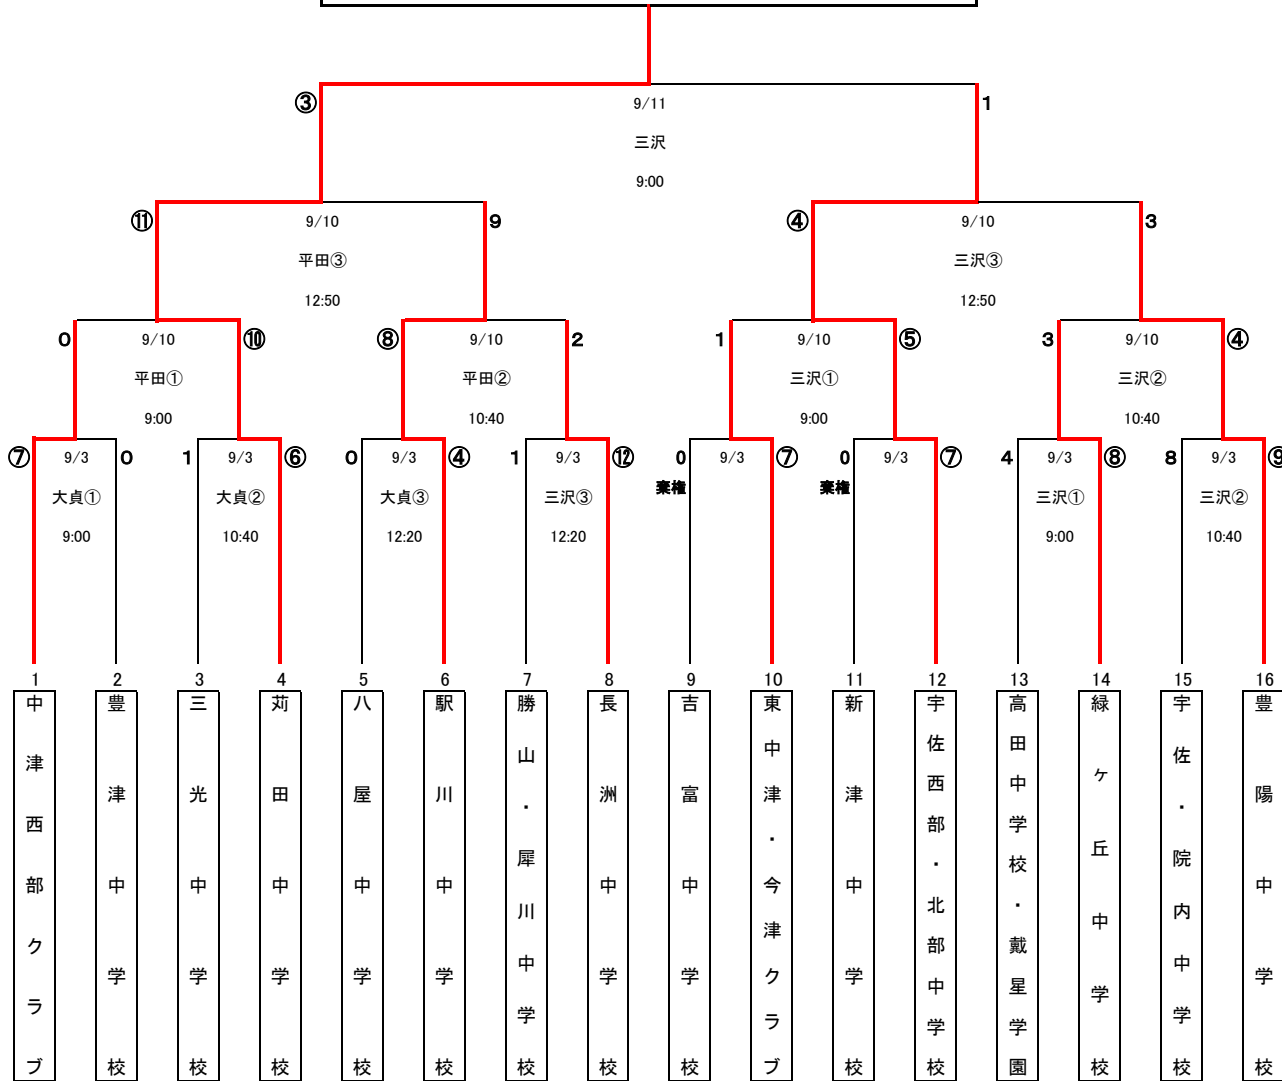 ③ 9/11 1
三沢
9:00
⑪ 9/10 9 ④ 9/10 3
平田③ 三沢③
12:50 12:50
0 9/10 ⑩ ⑧ 9/10 2 1 9/10 ⑤ 3 9/10 ④
平田① 平田② 三沢① 三沢②
9:00 10:40 9:00 10:40
⑦ 9/3 0 1 9/3 ⑥ 0 9/3 ④ 1 9/3 ⑫ 0 9/3 ⑦ 0 9/3 ⑦ 4 9/3 ⑧ 8 9/3 ⑨
棄権 棄権
大貞① 大貞② 大貞③ 三沢③ 三沢① 三沢②
9:00 10:40 12:20 12:20 9:00 10:40
1 2 3 4 5 6 7 8 9 10 11 12 13 14 15 16
中津西部クラブ
豊津中学校
三光中学校
苅田中学校
八屋中学校
駅川中学校
勝山・犀川中学校
長洲中学校
吉富中学校
東中津・今津クラブ
新津中学校
宇佐西部・北部中学校
高田中学校・戴星学園
緑ヶ丘中学校
宇佐・院内中学校
豊陽中学校